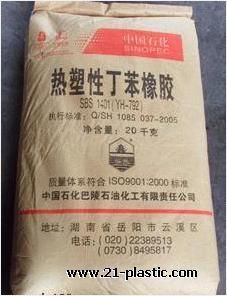 中国石化
SINOPEC
热塑性丁苯橡胶
SBS 1401 (YH-792)
执行标准: Q/SH 1085 037-2005
净含量: 20千克
质量体系符合 ISO9001:2000 标准
中国石化巴陵石油化工有限责任公司
地址: 湖南省岳阳市云溪区
电话: (020) 22389513
(0730) 8495817
www.21-plastic.com